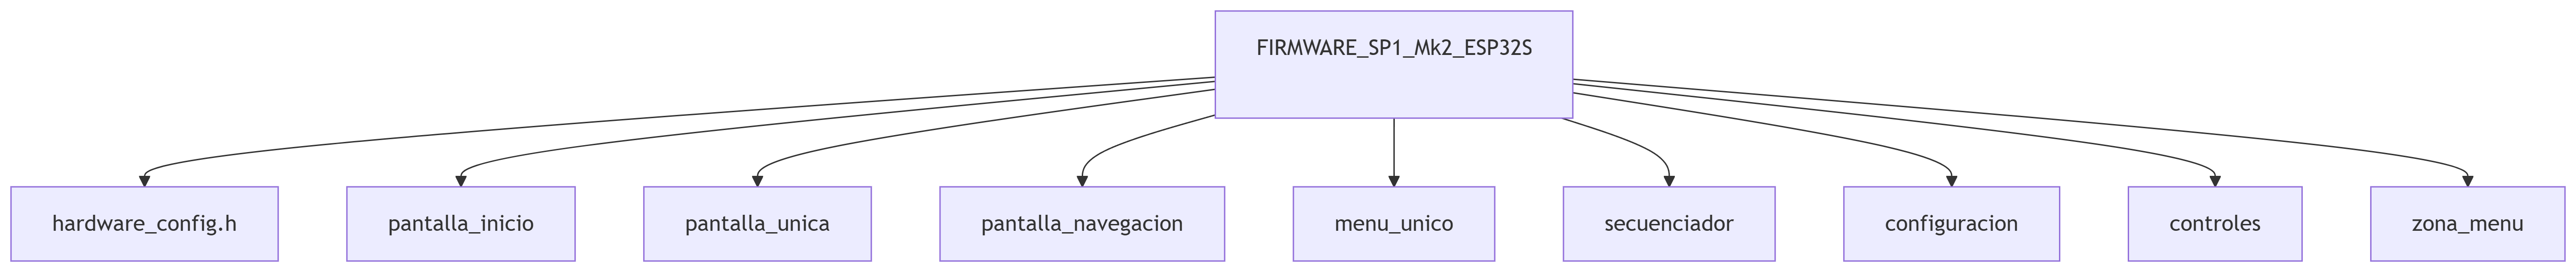 FIRMWARE_SP1_Mk2_ESP32S
hardware_config.h
pantalla_inicio
pantalla_unica
pantalla_navegacion
menu_unico
secuenciador
configuracion
controles
zona_menu